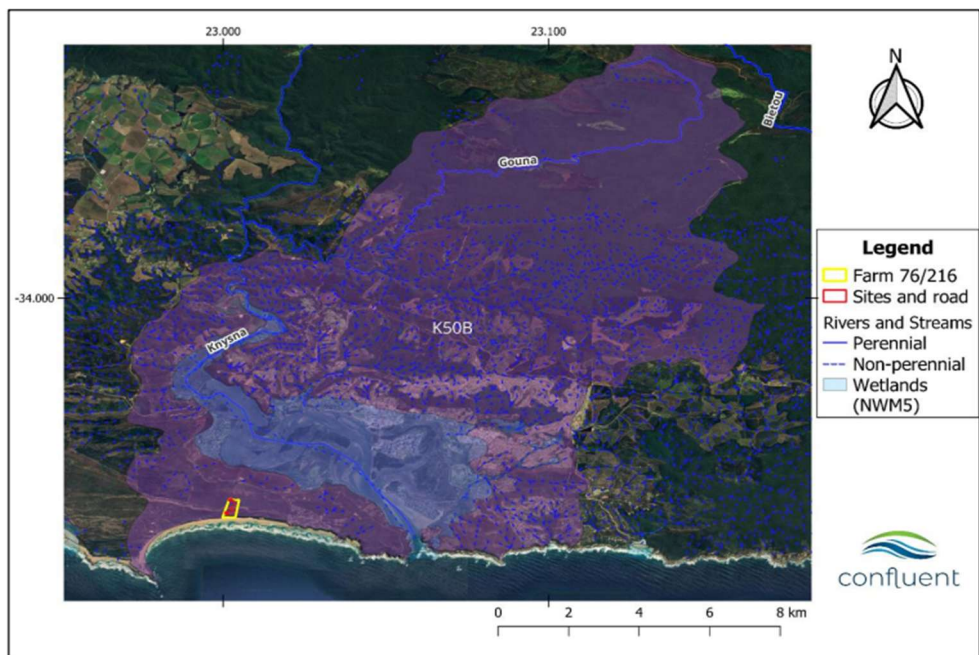 23.000
23.100
N
Bietou
Gouna
-34.000
K50B
Knysna
Legend
Farm 76/216
Sites and road
Rivers and Streams
Perennial
Non-perennial
Wetlands
(NWM5)
confluent
0 2 4 6 8 km